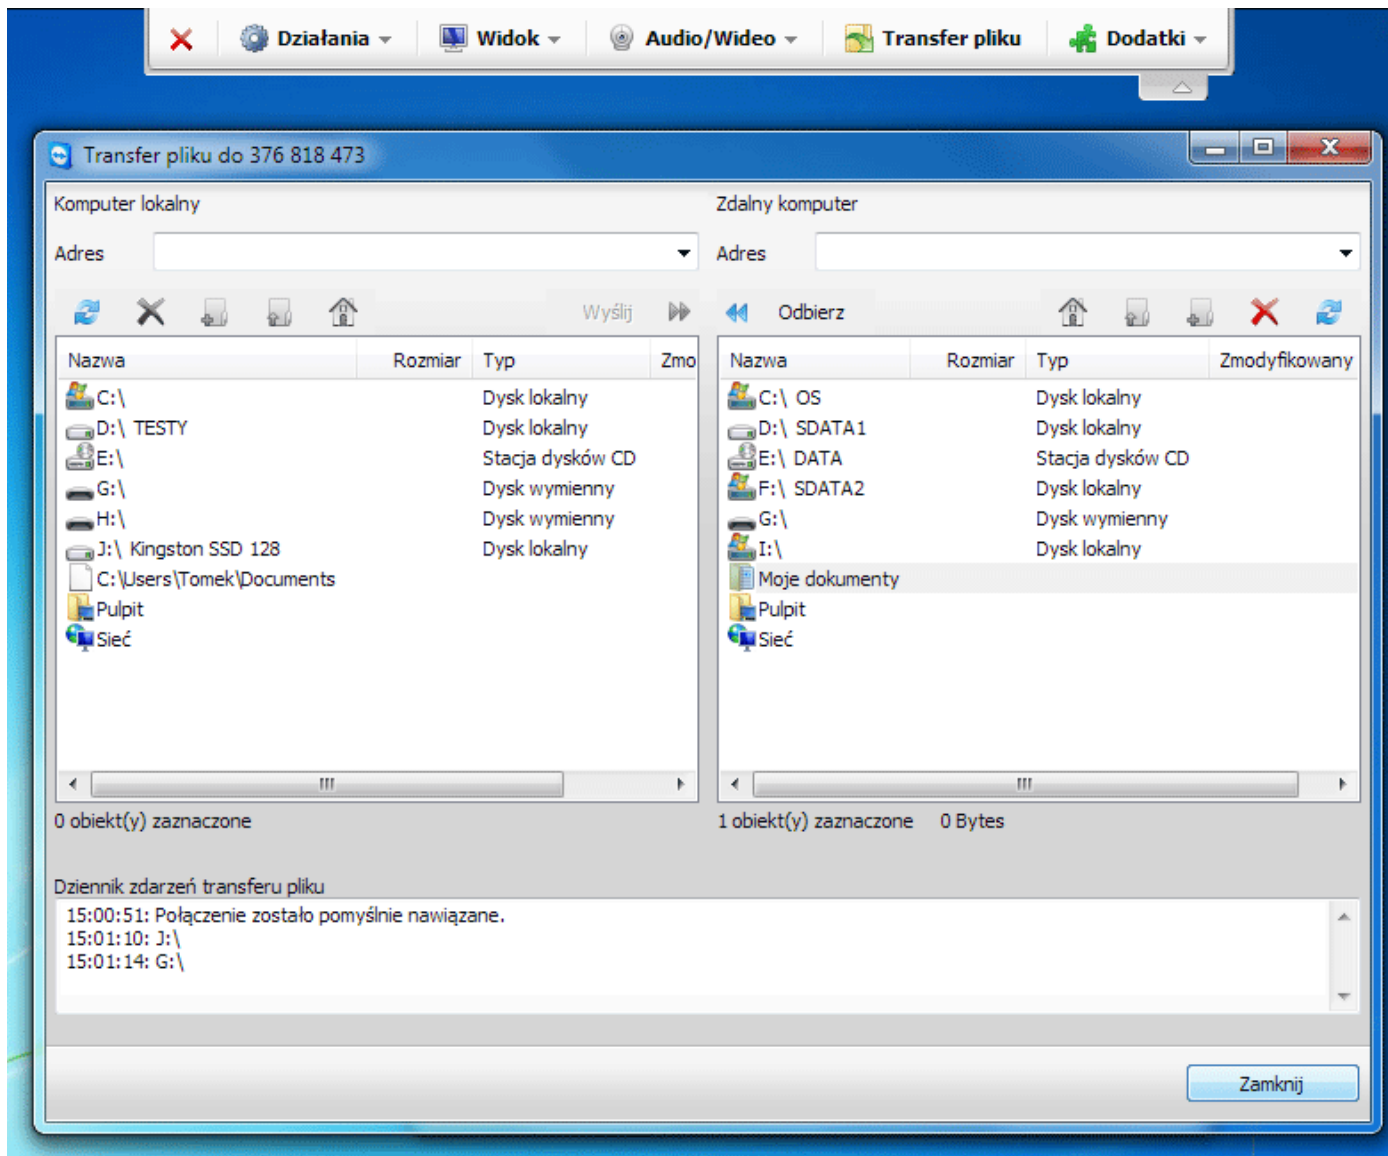 Działania Widok Audio/Wideo Transfer pliku Dodatki
Transfer pliku do 376 818 473
Komputer lokalny
Adres
Wyślij
Nazwa Rozmiar Typ Zmo
C:\ Dysk lokalny
D:\ TESTY Dysk lokalny
E:\ Stacja dysków CD
G:\ Dysk wymienny
H:\ Dysk wymienny
J:\ Kingston SSD 128 Dysk lokalny
C:\Users\Tomek\Documents
Pulpit
Sieć
0 obiekt(y) zaznaczone
Zdalny komputer
Adres
Odbierz
Nazwa Rozmiar Typ Zmodyfikowany
C:\ OS Dysk lokalny
D:\ SDATA1 Dysk lokalny
E:\ DATA Stacja dysków CD
F:\ SDATA2 Dysk lokalny
G:\ Dysk wymienny
I:\ Dysk lokalny
Moje dokumenty
Pulpit
Sieć
1 obiekt(y) zaznaczone 0 Bytes
Dziennik zdarzeń transferu pliku
15:00:51: Połączenie zostało pomyślnie nawiązane.
15:01:10: J:\
15:01:14: G:\
Zamknij